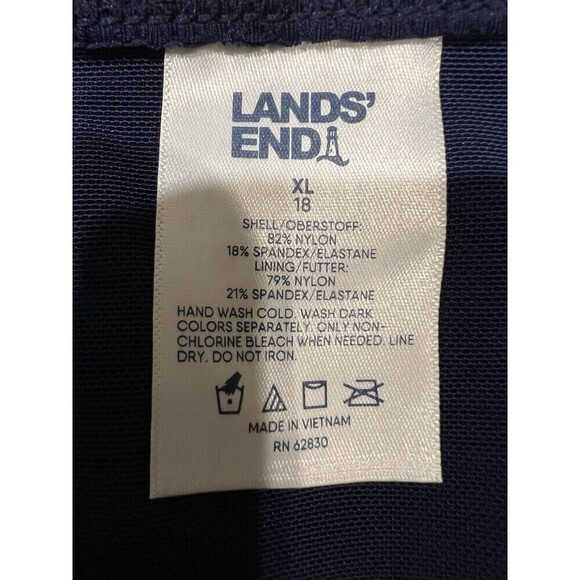 LANDS'
END
XL
18
SHELL/OBERSTOFF:
82% NYLON
18% SPANDEX/ELASTANE
LINING/FUTTER:
79% NYLON
21% SPANDEX/ELASTANE
HAND WASH COLD. WASH DARK
COLORS SEPARATELY. ONLY NON-
CHLORINE BLEACH WHEN NEEDED. LINE
DRY. DO NOT IRON.
MADE IN VIETNAM
RN 62830